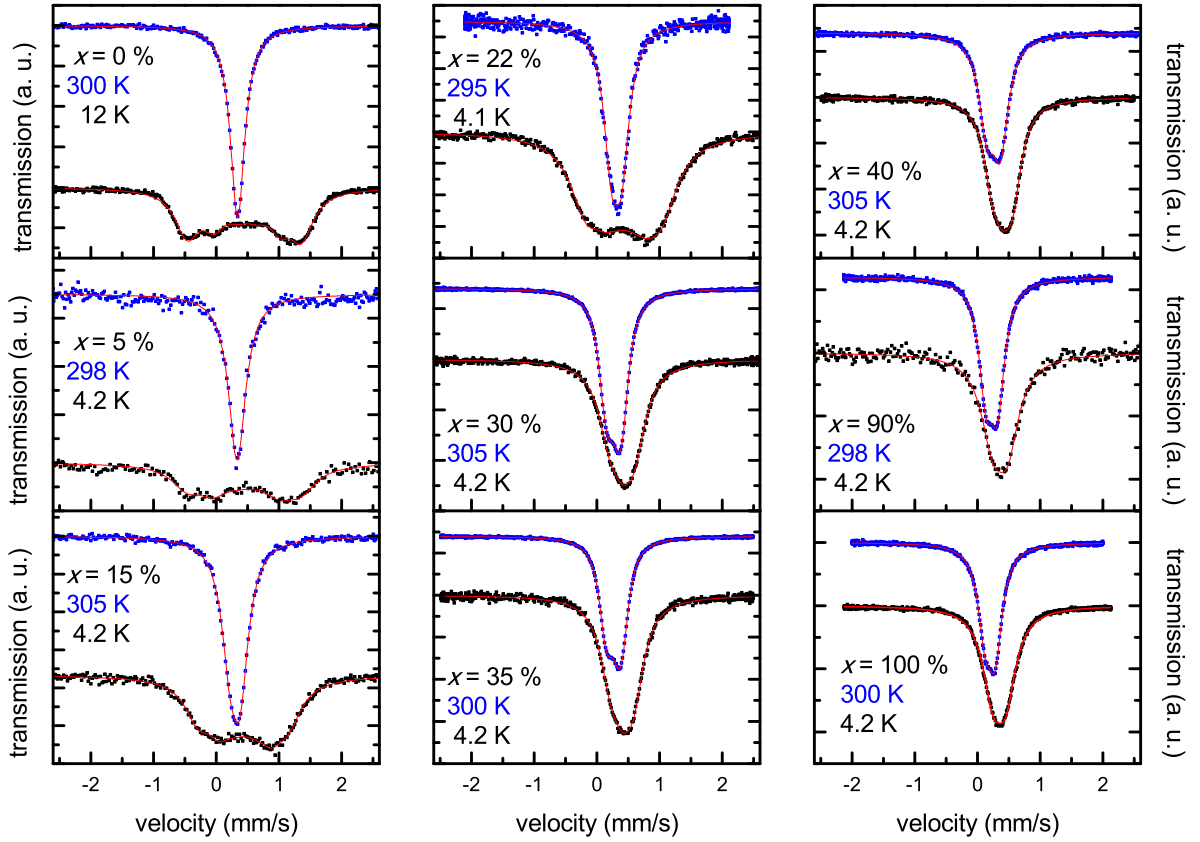 transmission (a. u.)
x = 0 %
300 K
12 K
x = 22 %
295 K
4.1 K
x = 40 %
305 K
4.2 K
transmission (a. u.)
transmission (a. u.)
x = 5 %
298 K
4.2 K
x = 30 %
305 K
4.2 K
x = 90%
298 K
4.2 K
transmission (a. u.)
transmission (a. u.)
x = 15 %
305 K
4.2 K
x = 35 %
300 K
4.2 K
x = 100 %
300 K
4.2 K
transmission (a. u.)
-2 -1 0 1 2
-2 -1 0 1 2
-2 -1 0 1 2
velocity (mm/s)
velocity (mm/s)
velocity (mm/s)